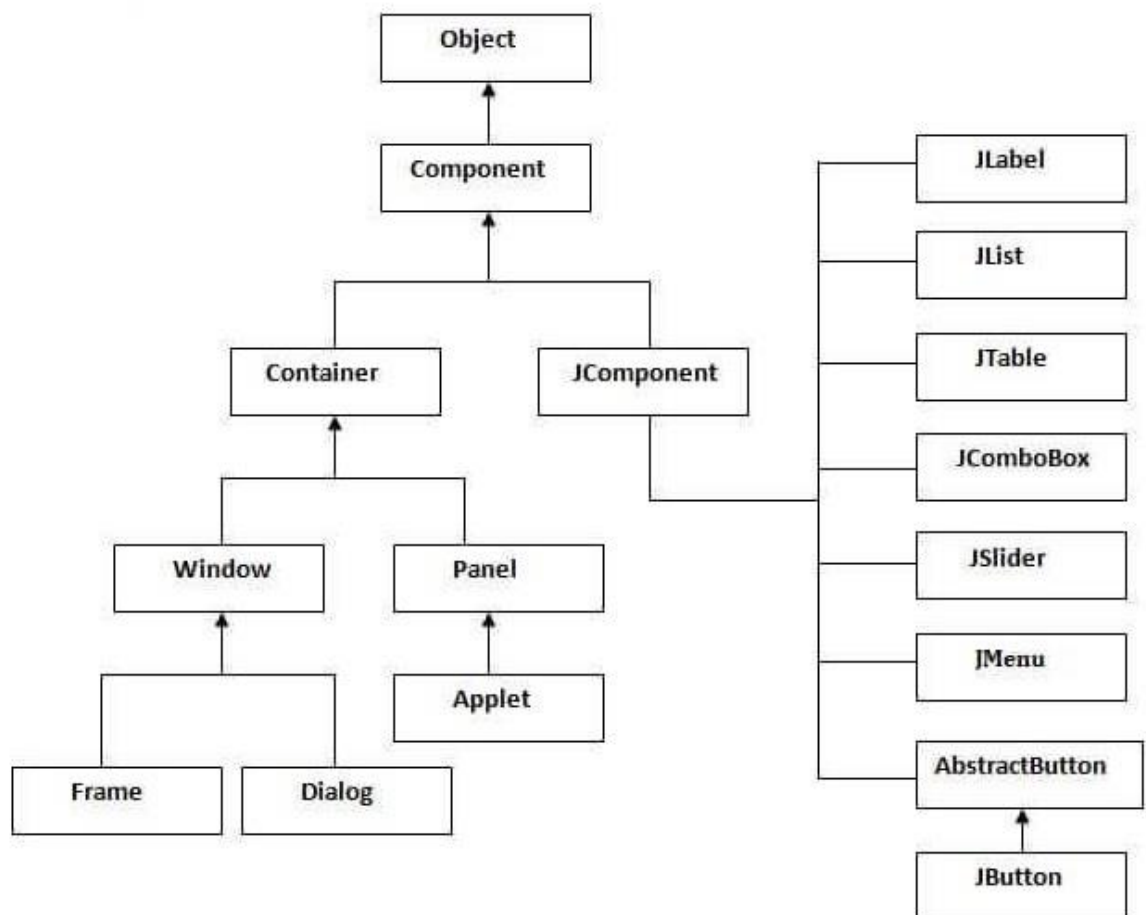 Object
Component
Container
JComponent
Window
Panel
Applet
Frame
Dialog
JLabel
JList
JTable
JComboBox
JSlider
JMenu
AbstractButton
JButton